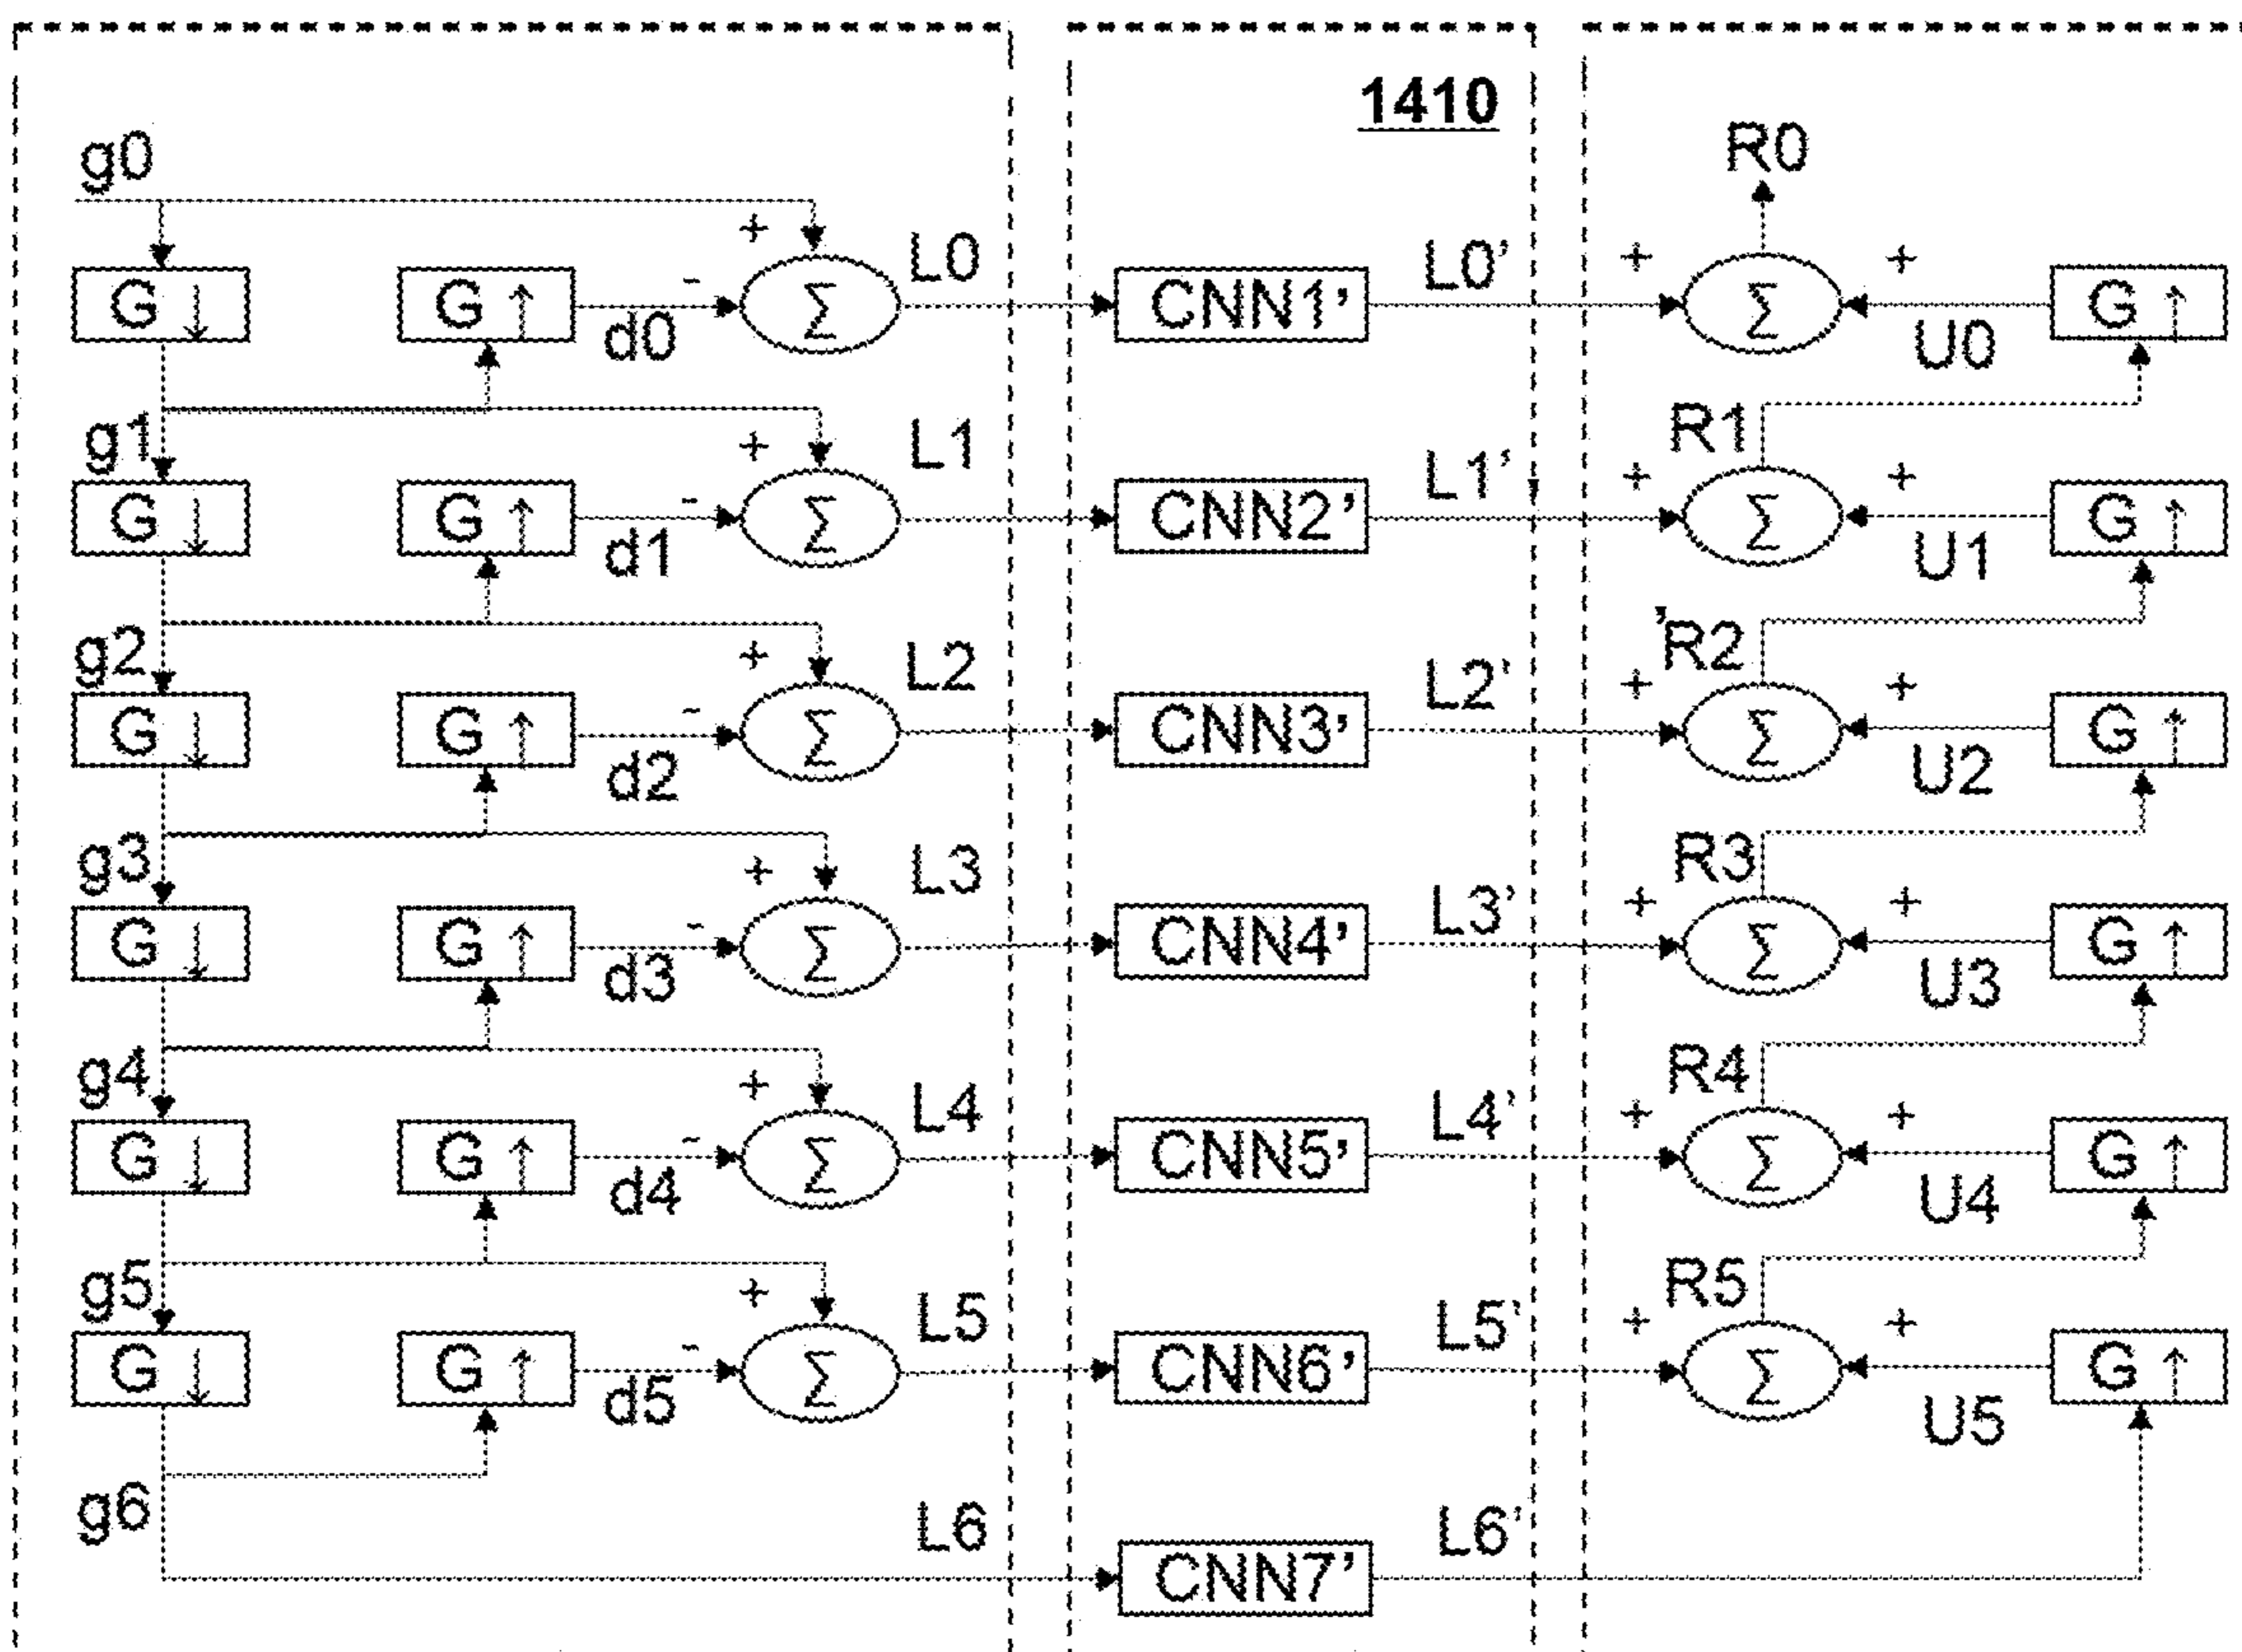 1410
g0
R0
+
L0
L0'
+
+
G ↓
G ↑
-
d0
Σ
CNN1'
Σ
U0
G ↑
g1
+
L1
L1'
+
R1
+
G ↓
G ↑
-
d1
Σ
CNN2'
Σ
U1
G ↑
g2
+
L2
L2'
+
'R2
+
G ↓
G ↑
-
d2
Σ
CNN3'
Σ
U2
G ↑
g3
+
L3
L3'
+
R3
+
G ↓
G ↑
-
d3
Σ
CNN4'
Σ
U3
G ↑
g4
+
L4
L4'
+
R4
+
G ↓
G ↑
-
d4
Σ
CNN5'
Σ
U4
G ↑
g5
+
L5
L5'
+
R5
+
G ↓
G ↑
-
d5
Σ
CNN6'
Σ
U5
G ↑
g6
L6
L6'
CNN7'